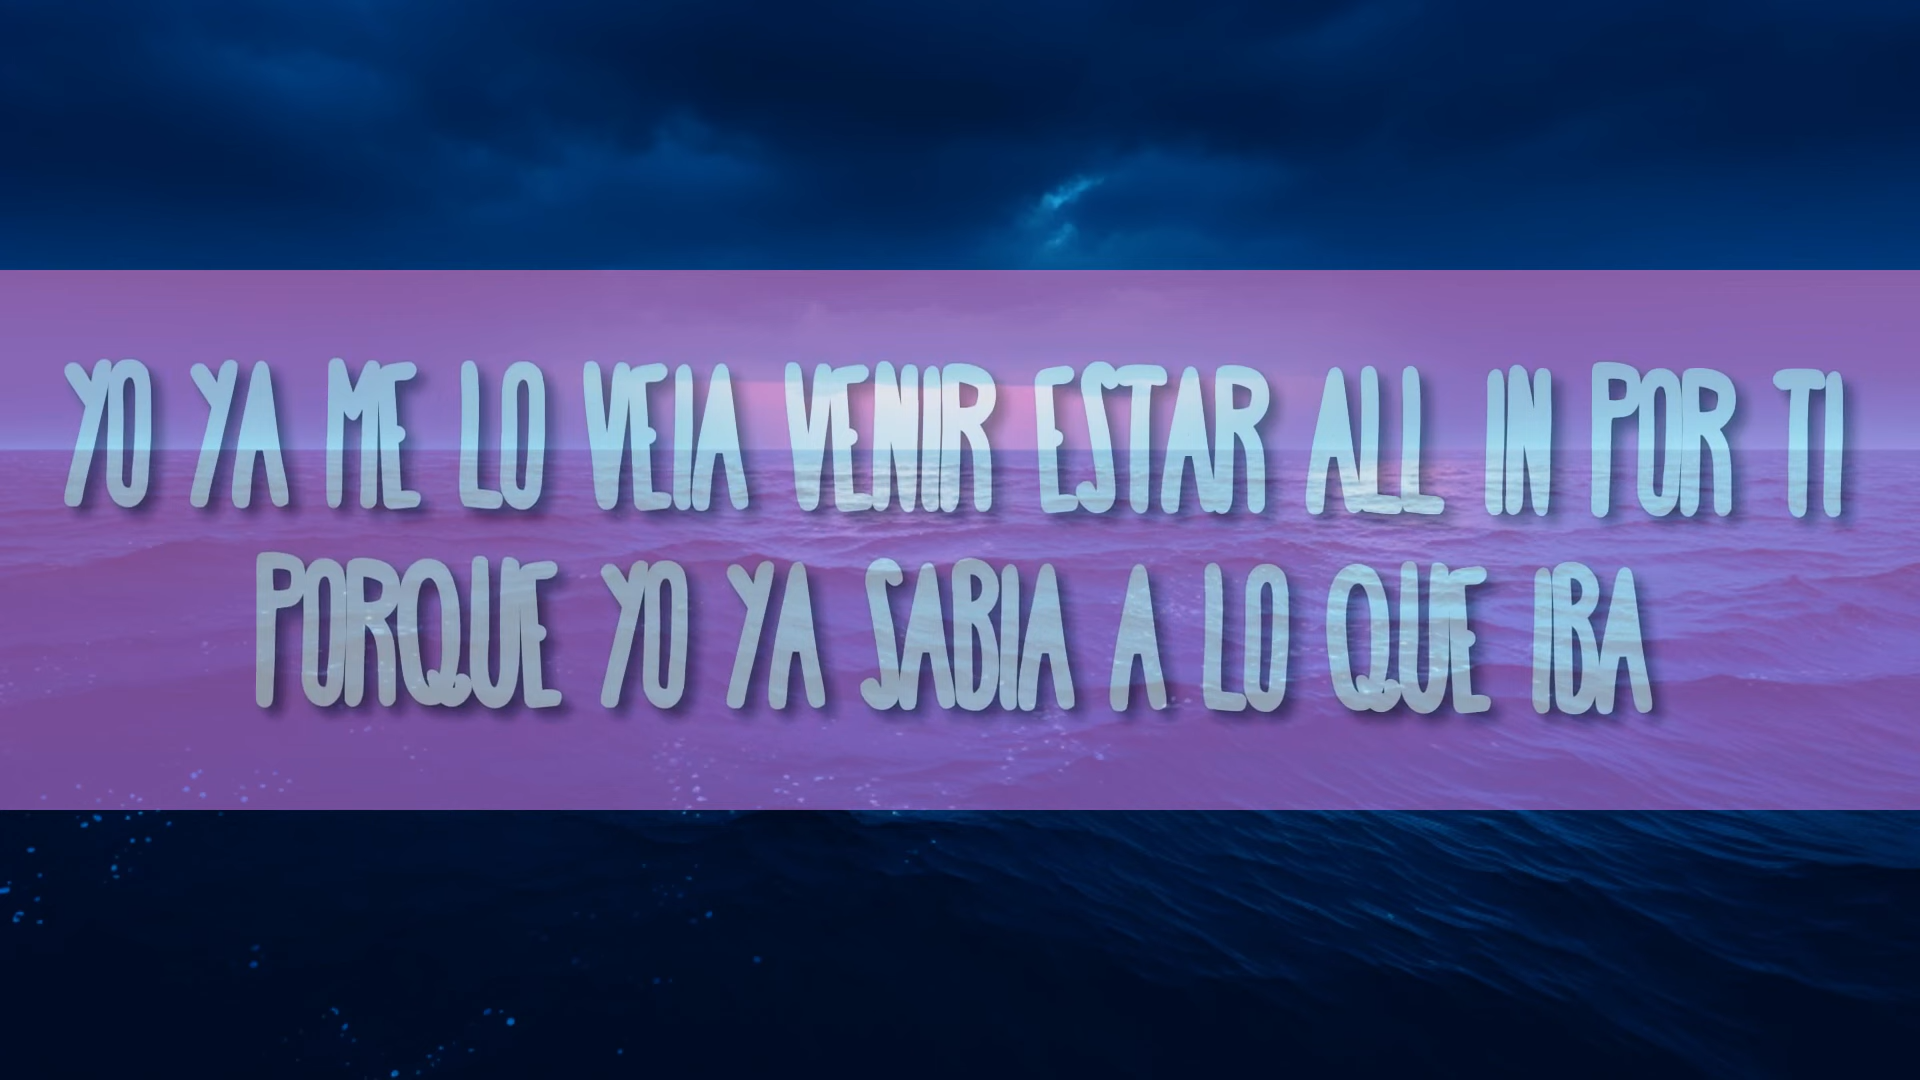 YO YA ME LO VEIA VENIR ESTAR ALL IN POR TI
PORQUE YO YA SABIA A LO QUE IBA